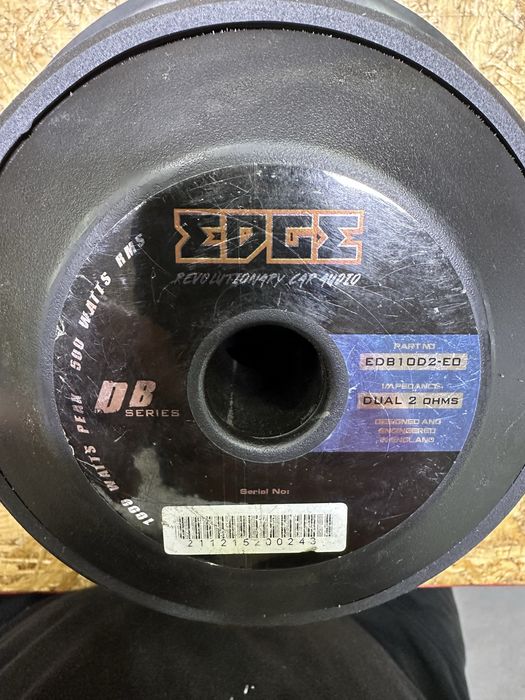 EDGE
REVOLUTIONARY CAR AUDIO
1000 WATTS PEAK 500 WATTS RMS
DB
SERIES
PART NO
EDB10D2-E0
IMPEDANCE:
DUAL 2 OHMS
DESIGNED AND
ENGINEERED
IN ENGLAND
Serial No:
211215200243